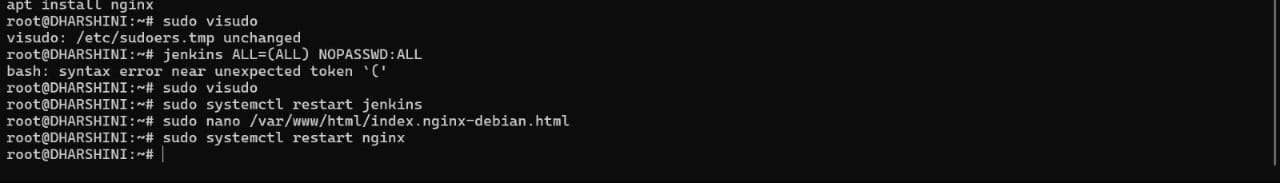 apt install nginx
root@DHARSHINI:~# sudo visudo
visudo: /etc/sudoers.tmp unchanged
root@DHARSHINI:~# jenkins ALL=(ALL) NOPASSWD:ALL
bash: syntax error near unexpected token `('
root@DHARSHINI:~# sudo visudo
root@DHARSHINI:~# sudo systemctl restart jenkins
root@DHARSHINI:~# sudo nano /var/www/html/index.nginx-debian.html
root@DHARSHINI:~# sudo systemctl restart nginx
root@DHARSHINI:~#